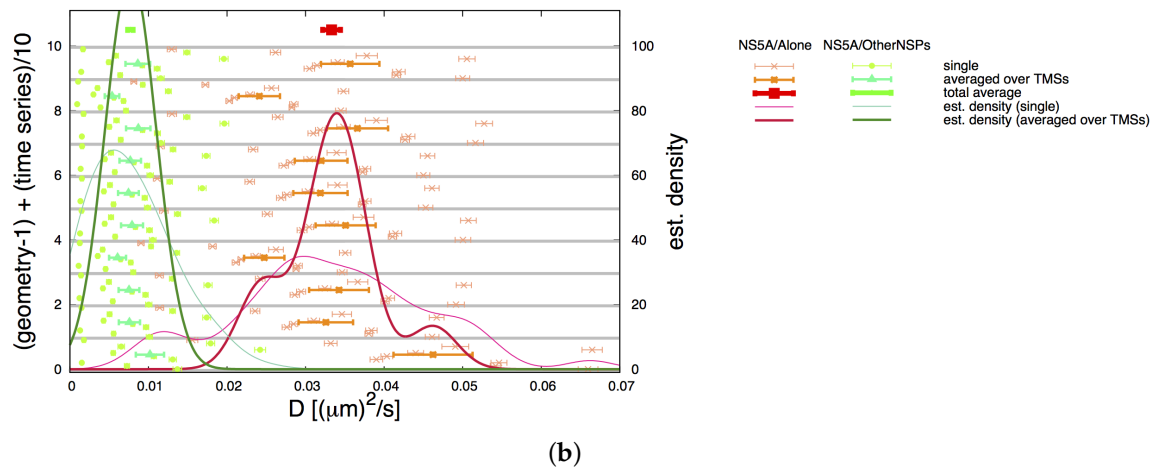 NS5A/Alone NS5A/OtherNSPs
single
averaged over TMSs
total average
est. density (single)
est. density (averaged over TMSs)
(geometry-1) + (time series)/10
10
8
6
4
2
0
100
80
60
40
20
0
est. density
0 0.01 0.02 0.03 0.04 0.05 0.06 0.07
D [(μm)^2/s]
(b)